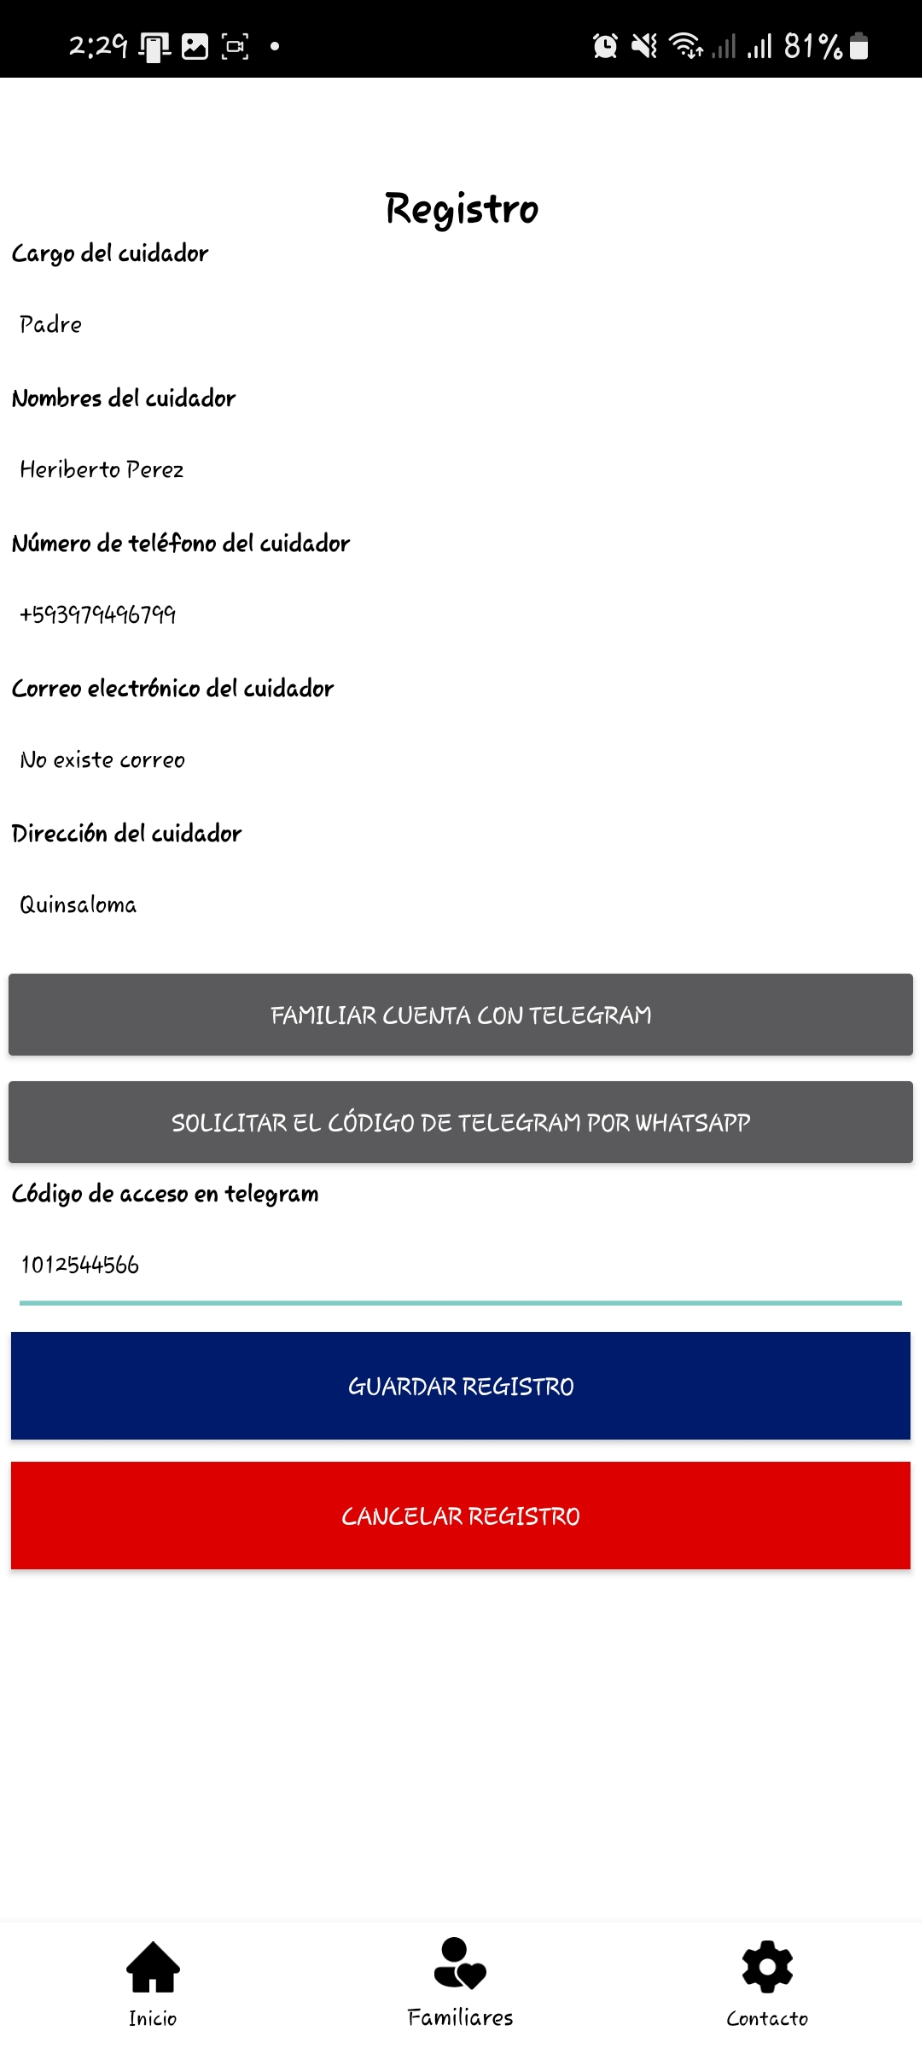 2:29
81%
Registro
Cargo del cuidador
Padre
Nombres del cuidador
Heriberto Perez
Número de teléfono del cuidador
+593979496799
Correo electrónico del cuidador
No existe correo
Dirección del cuidador
Quinsaloma
FAMILIAR CUENTA CON TELEGRAM
SOLICITAR EL CÓDIGO DE TELEGRAM POR WHATSAPP
Código de acceso en telegram
1012544566
GUARDAR REGISTRO
CANCELAR REGISTRO
Inicio
Familiares
Contacto